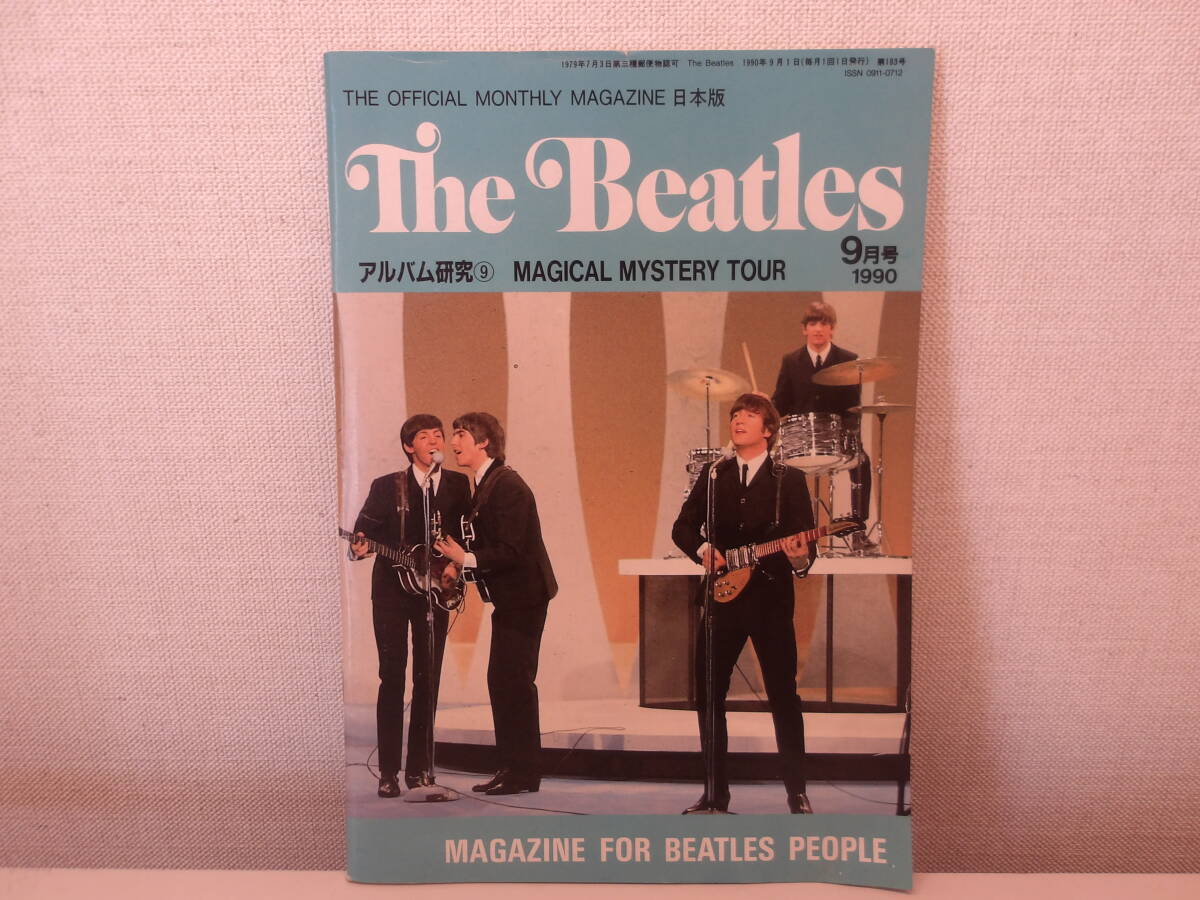 1979年7月3日第三種郵便物認可 The Beatles 1990年9月1日(毎月1回1日発行) 第183号
ISSN 0911-0712
THE OFFICIAL MONTHLY MAGAZINE 日本版
The Beatles
9月号
アルバム研究⑨ MAGICAL MYSTERY TOUR
1990
MAGAZINE FOR BEATLES PEOPLE